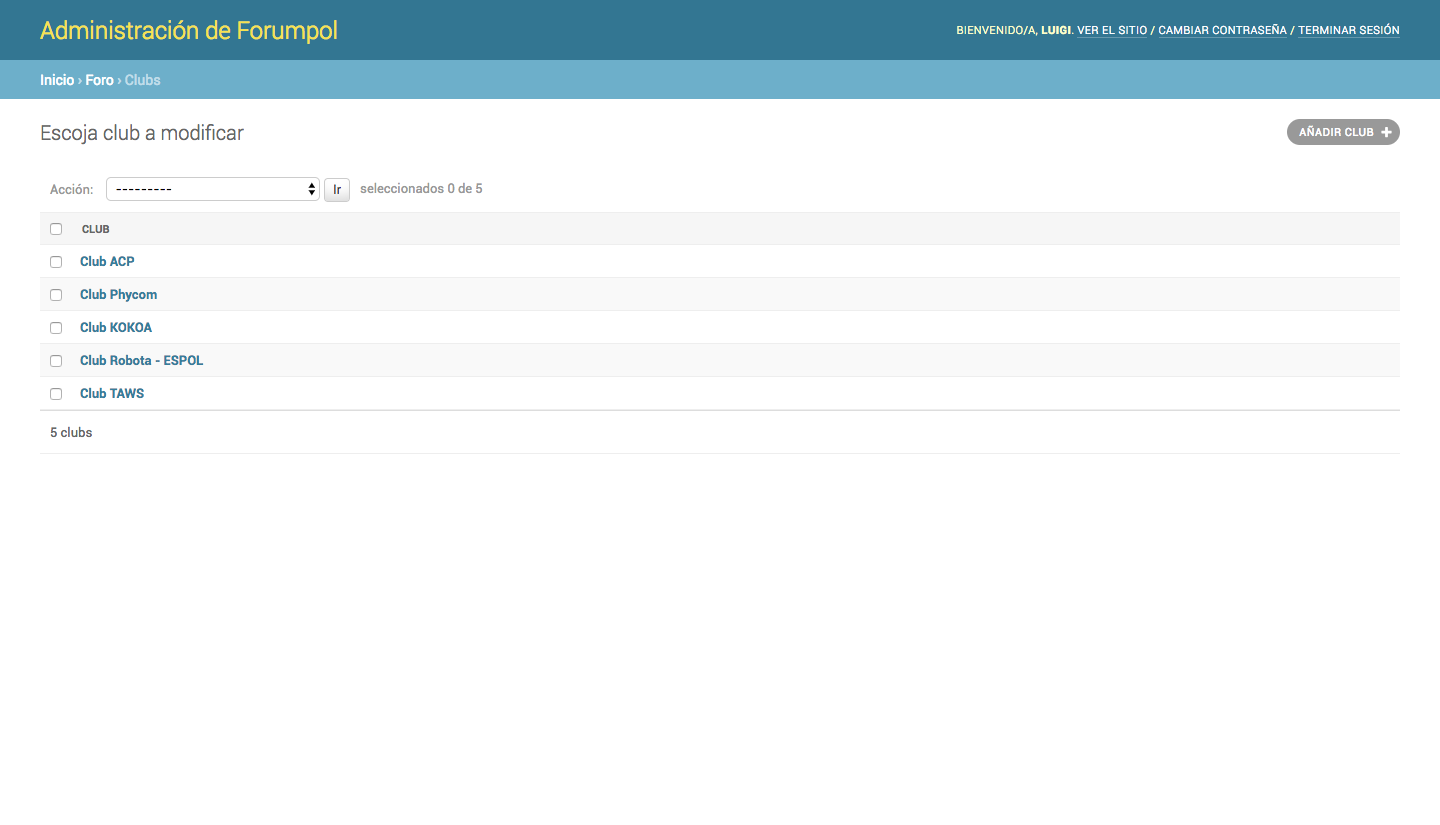 Administración de Forumpol
BIENVENIDO/A, LUIGI. VER EL SITIO / CAMBIAR CONTRASEÑA / TERMINAR SESIÓN
Inicio › Foro › Clubs
Escoja club a modificar
AÑADIR CLUB +
Acción: --------- Ir seleccionados 0 de 5
CLUB
Club ACP
Club Phycom
Club KOKOA
Club Robota - ESPOL
Club TAWS
5 clubs